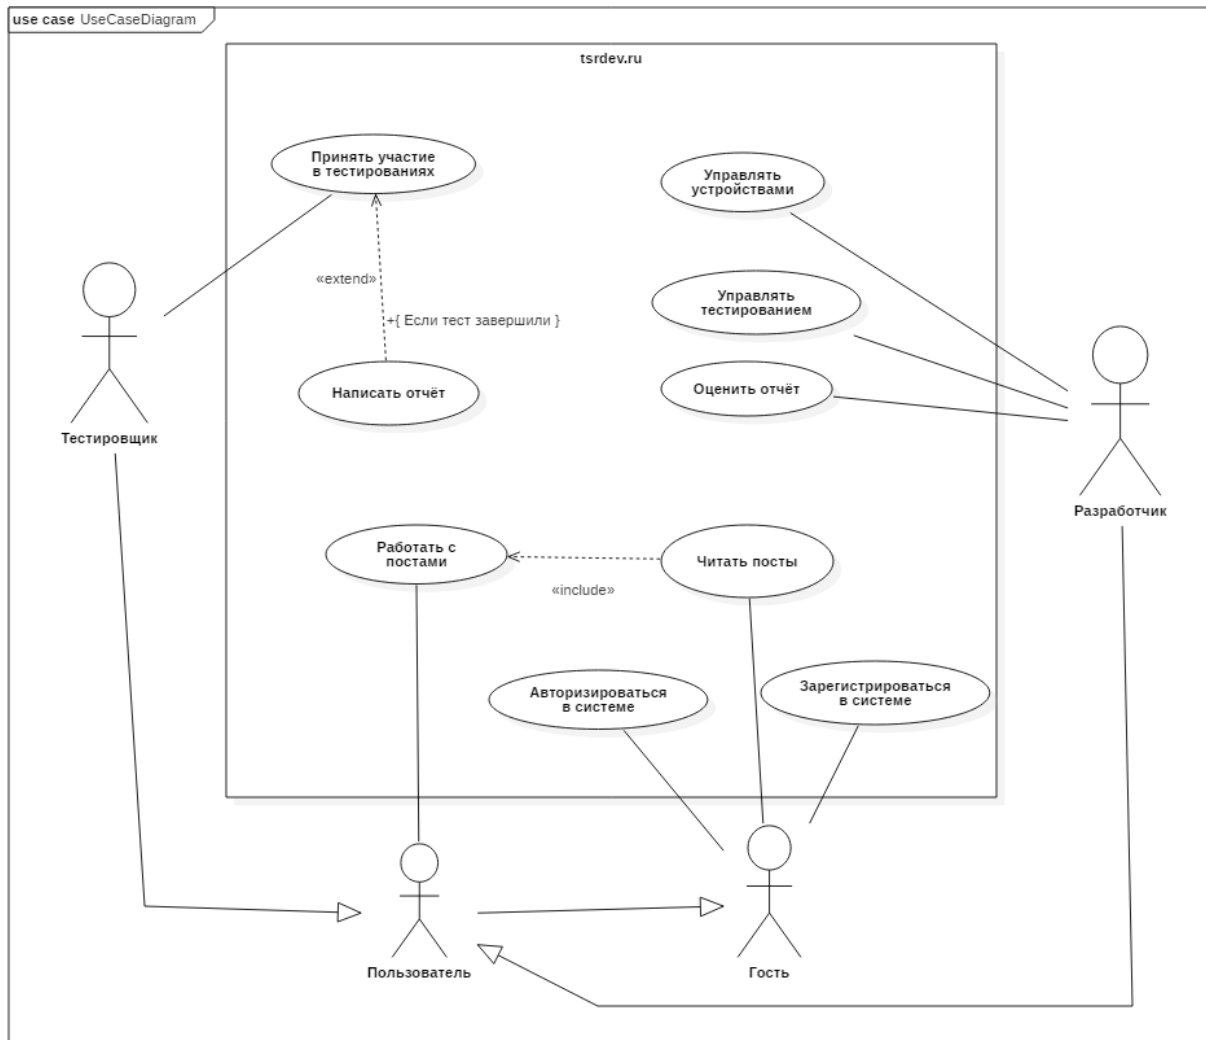 use case UseCaseDiagram
tsrdev.ru
Принять участие
в тестированиях
Управлять
устройствами
«extend»
+{ Если тест завершили }
Управлять
тестированием
Написать отчёт
Оценить отчёт
Тестировщик
Разработчик
Работать с
постами
Читать посты
«include»
Авторизироваться
в системе
Зарегистрироваться
в системе
Пользователь
Гость